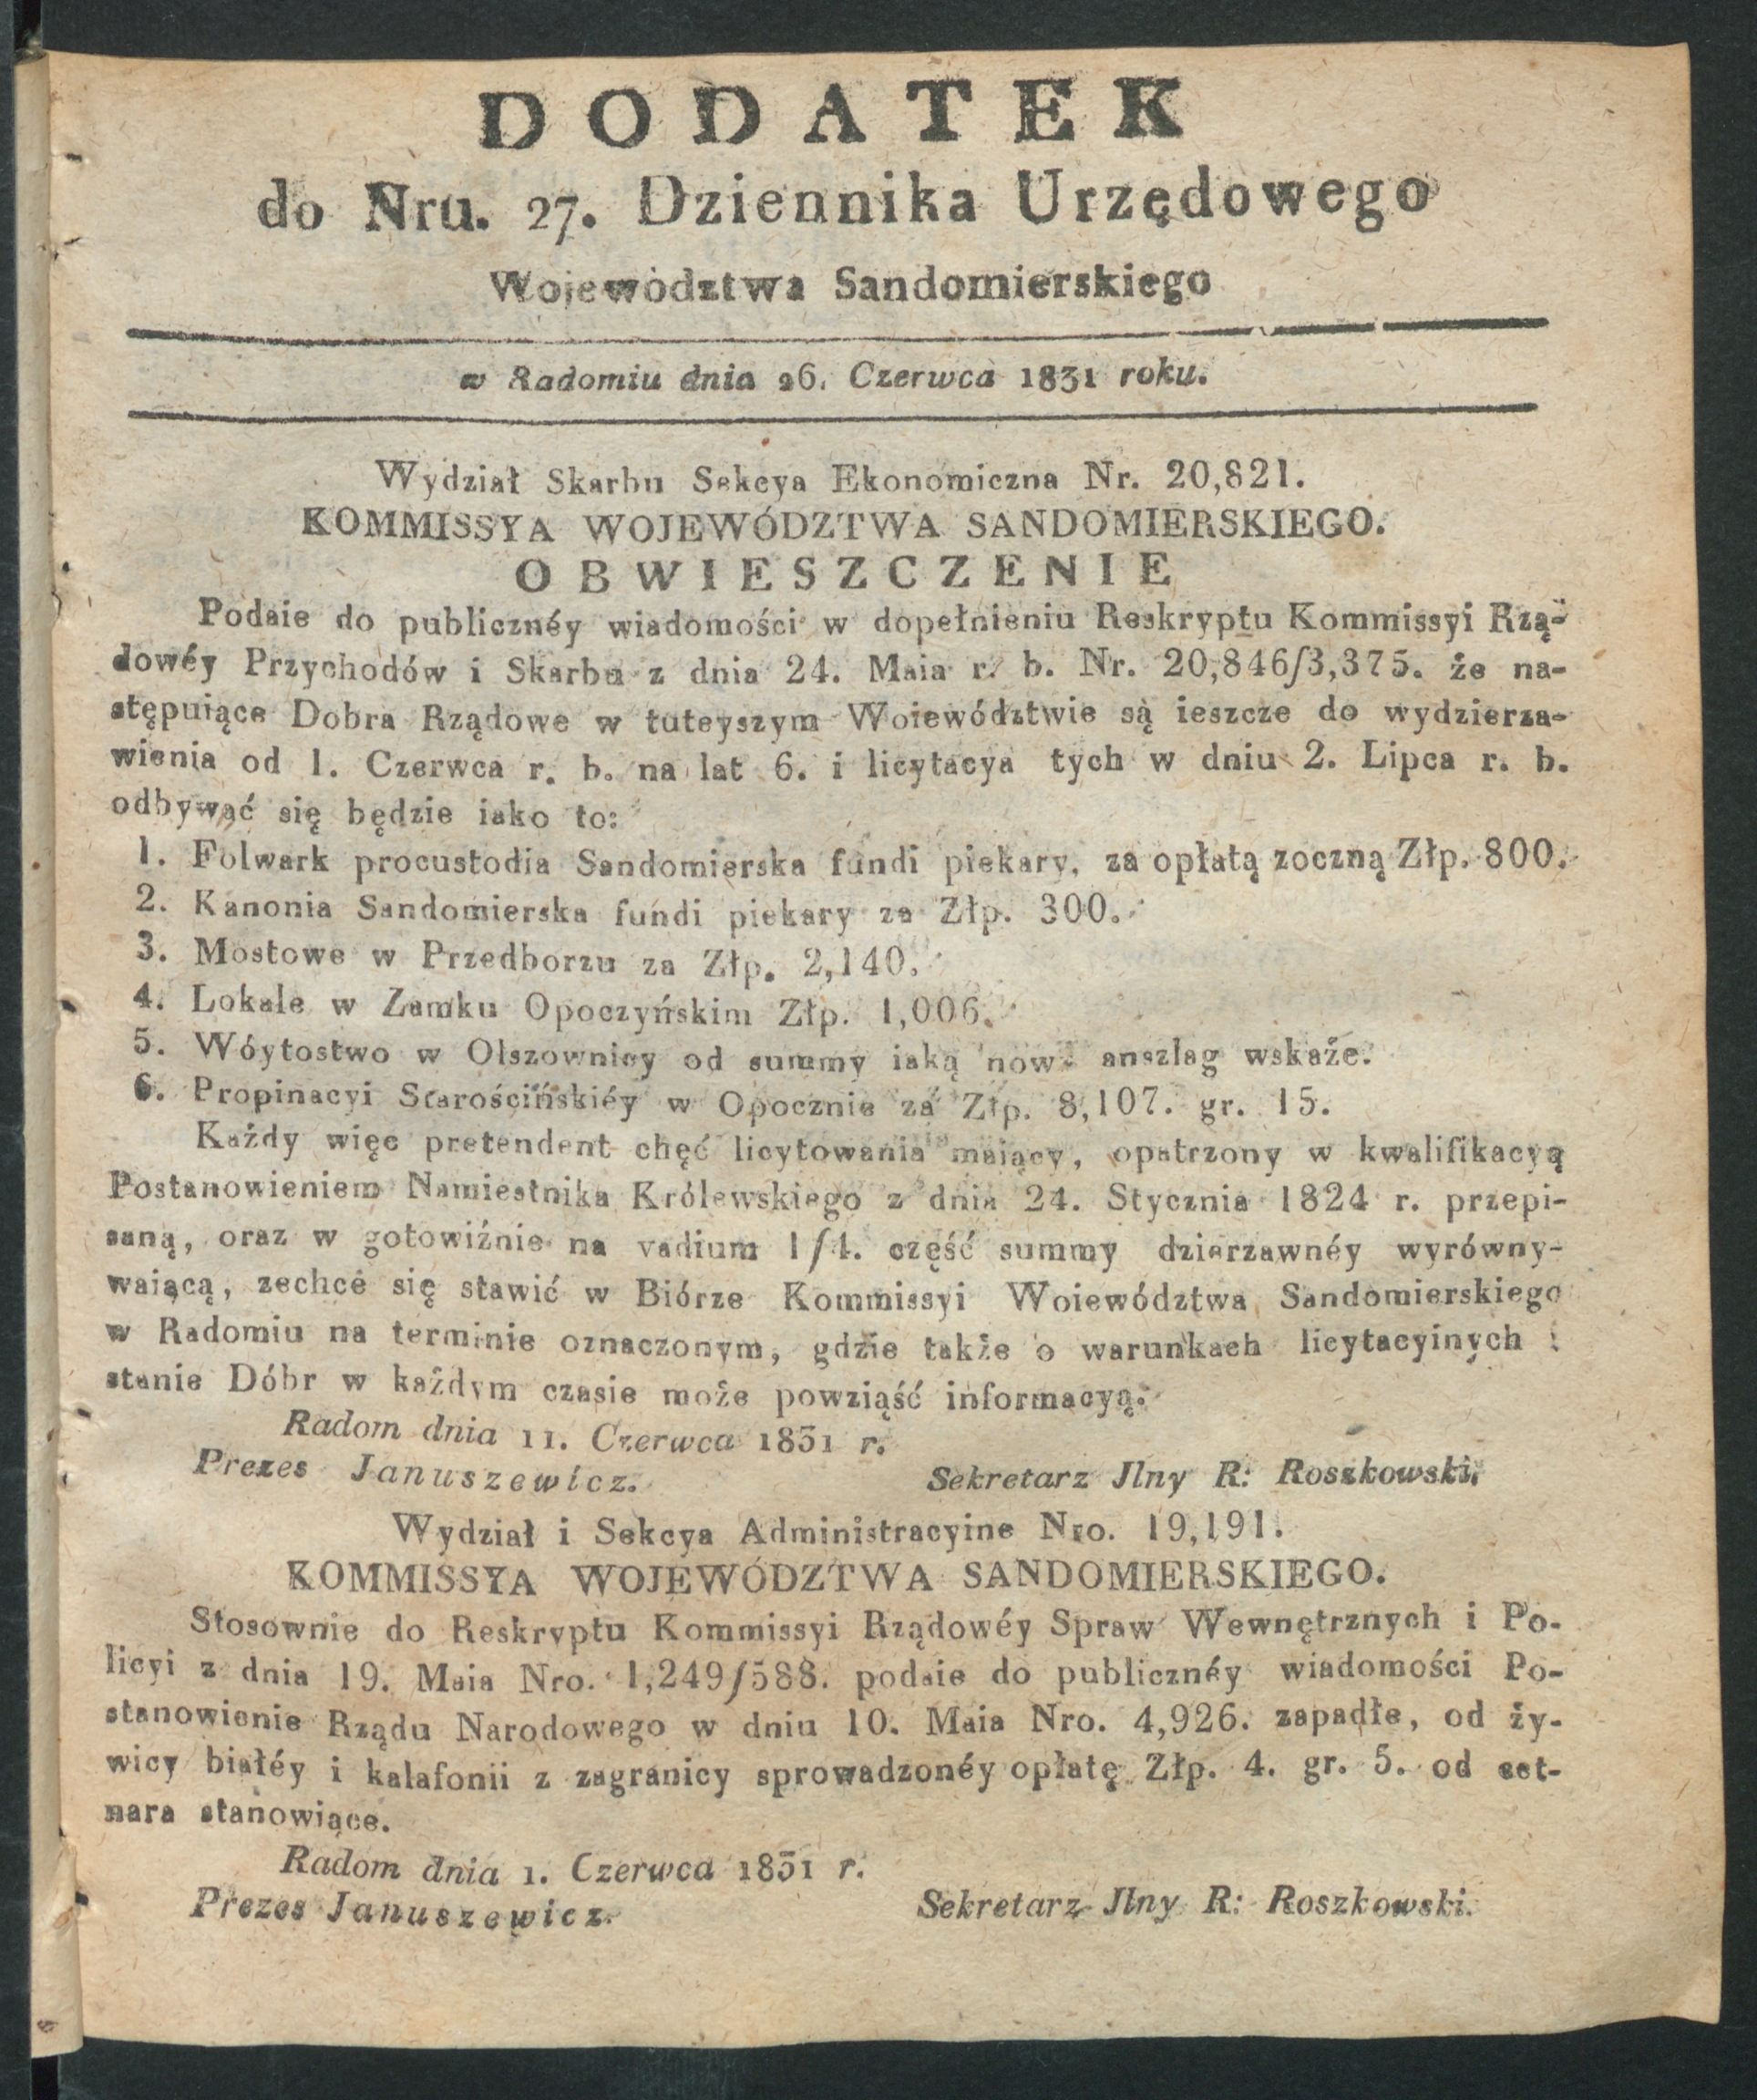 DODATEK
do Nru. 27. Dziennika Urzędowego
Województwa Sandomierskiego
w Radomiu dnia 26. Czerwca 1831 roku.
Wydział Skarbu Sekcya Ekonomiczna Nr. 20,821.
KOMMISSYA WOJEWÓDZTWA SANDOMIERSKIEGO.
OBWIESZCZENIE
Podaie do publicznéy wiadomości w dopełnieniu Reskryptu Kommissyi Rzą-
dowéy Przychodów i Skarbu z dnia 24. Maia r. b. Nr. 20,846/3,375. że na-
stępuiące Dobra Rządowe w tuteyszym Woiewództwie są ieszcze do wydzierza-
wienia od 1. Czerwca r. b. na lat 6. i licytacya tych w dniu 2. Lipca r. b.
odbywać się będzie iako to:
1. Folwark procustodia Sandomierska fundi piekary, za opłatą roczną Złp. 800.
2. Kanonia Sandomierska fundi piekary za Złp. 300.
3. Mostowe w Przedborzu za Złp. 2,140.
4. Lokale w Zamku Opoczyńskim Złp. 1,006.
5. Wóytostwo w Olszownicy od summy iaką now anszlag wskaże.
6. Propinacyi Starościńskiéy w Opocznie za Złp. 8,107. gr. 15.
Każdy więc pretendent chęć licytowania maiący, opatrzony w kwalifikacyą
Postanowieniem Namiestnika Królewskiego z dnia 24. Stycznia 1824 r. przepi-
saną, oraz w gotowiźnie na vadium 1/4. część summy dzierzawnéy wyrówny-
waiącą, zechce się stawić w Biórze Kommissyi Woiewództwa Sandomierskiego
w Radomiu na terminie oznaczonym, gdzie także o warunkach licytacyinych i
stanie Dóbr w każdym czasie może powziąść informacyą.
Radom dnia 11. Czerwca 1831 r.
Prezes Januszewicz. Sekretarz Jlny R: Roszkowski.
Wydział i Sekcya Administracyine Nro. 19,191.
KOMMISSYA WOJEWÓDZTWA SANDOMIERSKIEGO.
Stosownie do Reskryptu Kommissyi Rządowéy Spraw Wewnętrznych i Po-
licyi z dnia 19. Maia Nro. 1,249/588. podaie do publicznéy wiadomości Po-
stanowienie Rządu Narodowego w dniu 10. Maia Nro. 4,926. zapadłe, od ży-
wicy białéy i kalafonii z zagranicy sprowadzonéy opłatę Złp. 4. gr. 5. od cet-
nara stanowiące.
Radom dnia 1. Czerwca 1831 r.
Prezes Januszewicz. Sekretarz Jlny R: Roszkowski.